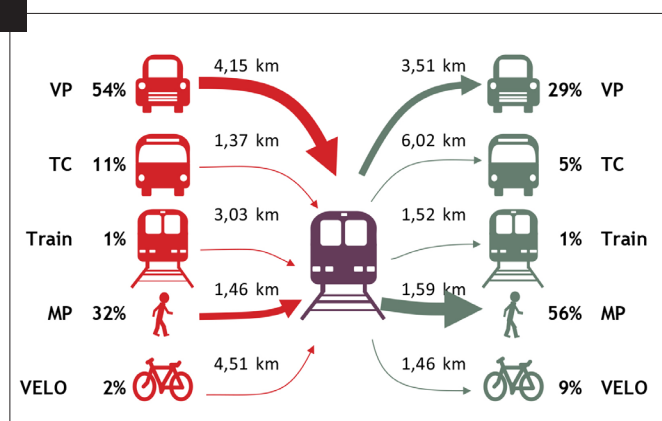 4,15 km 3,51 km
VP 54% 29% VP
1,37 km 6,02 km
TC 11% 5% TC
3,03 km 1,52 km
Train 1% 1% Train
1,46 km 1,59 km
MP 32% 56% MP
4,51 km 1,46 km
VELO 2% 9% VELO